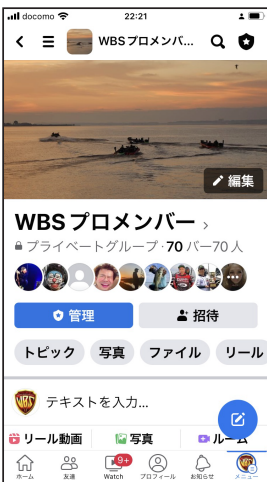 docomo 22:21
WBSプロメンバ...
編集
WBSプロメンバー
プライベートグループ・70 バー70人
管理
招待
トピック 写真 ファイル リール
WBS テキストを入力...
リール動画 写真 ルーム
9+
ホーム 友達 Watch プロフィール お知らせ メニュー